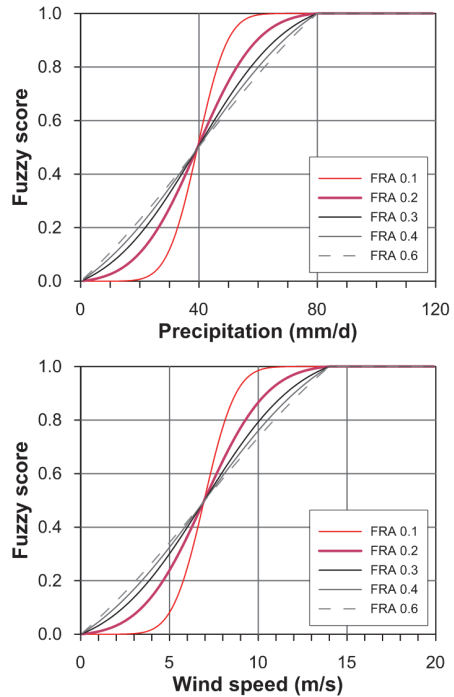 1.0
0.8
0.6
0.4
0.2
0.0
Fuzzy score
FRA 0.1
FRA 0.2
FRA 0.3
FRA 0.4
FRA 0.6
0 40 80 120
Precipitation (mm/d)
1.0
0.8
0.6
0.4
0.2
0.0
Fuzzy score
FRA 0.1
FRA 0.2
FRA 0.3
FRA 0.4
FRA 0.6
0 5 10 15 20
Wind speed (m/s)